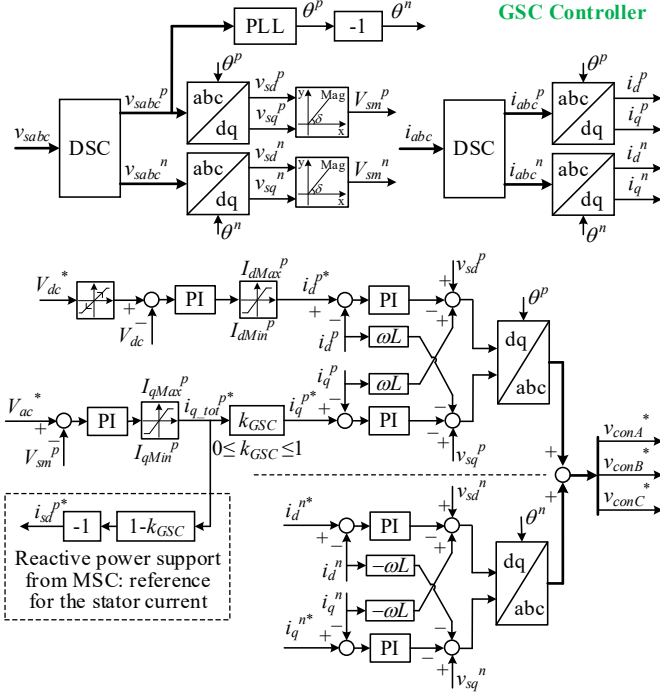 GSC Controller
PLL
θ^p
-1
θ^n
v_sabc
DSC
v_sabc^p
v_sabc^n
θ^p
abc
dq
v_sd^p
v_sq^p
y
Mag
δ
x
V_sm^p
abc
dq
θ^n
v_sd^n
v_sq^n
y
Mag
δ
x
V_sm^n
i_abc
DSC
i_abc^p
i_abc^n
θ^p
abc
dq
i_d^p
i_q^p
abc
dq
θ^n
i_d^n
i_q^n
V_dc^*
+
−
V_dc
PI
I_dMax^p
I_dMin^p
i_d^p*
+
−
i_d^p
PI
ωL
−
+
v_sd^p
+
θ^p
dq
abc
V_ac^*
+
−
V_sm^p
PI
I_qMax^p
I_qMin^p
i_q_tot^p*
k_GSC
0≤ k_GSC ≤1
i_q^p*
i_q^p
ωL
−
+
PI
−
−
+
v_sq^p
i_sd^p*
-1
1-k_GSC
Reactive power support
from MSC: reference
for the stator current
i_d^n*
+
−
i_d^n
PI
−ωL
−
+
v_sd^n
+
θ^n
dq
abc
i_q^n
−ωL
−
i_q^n*
+
PI
−
−
+
v_sq^n
+
+
v_conA^*
v_conB^*
v_conC^*